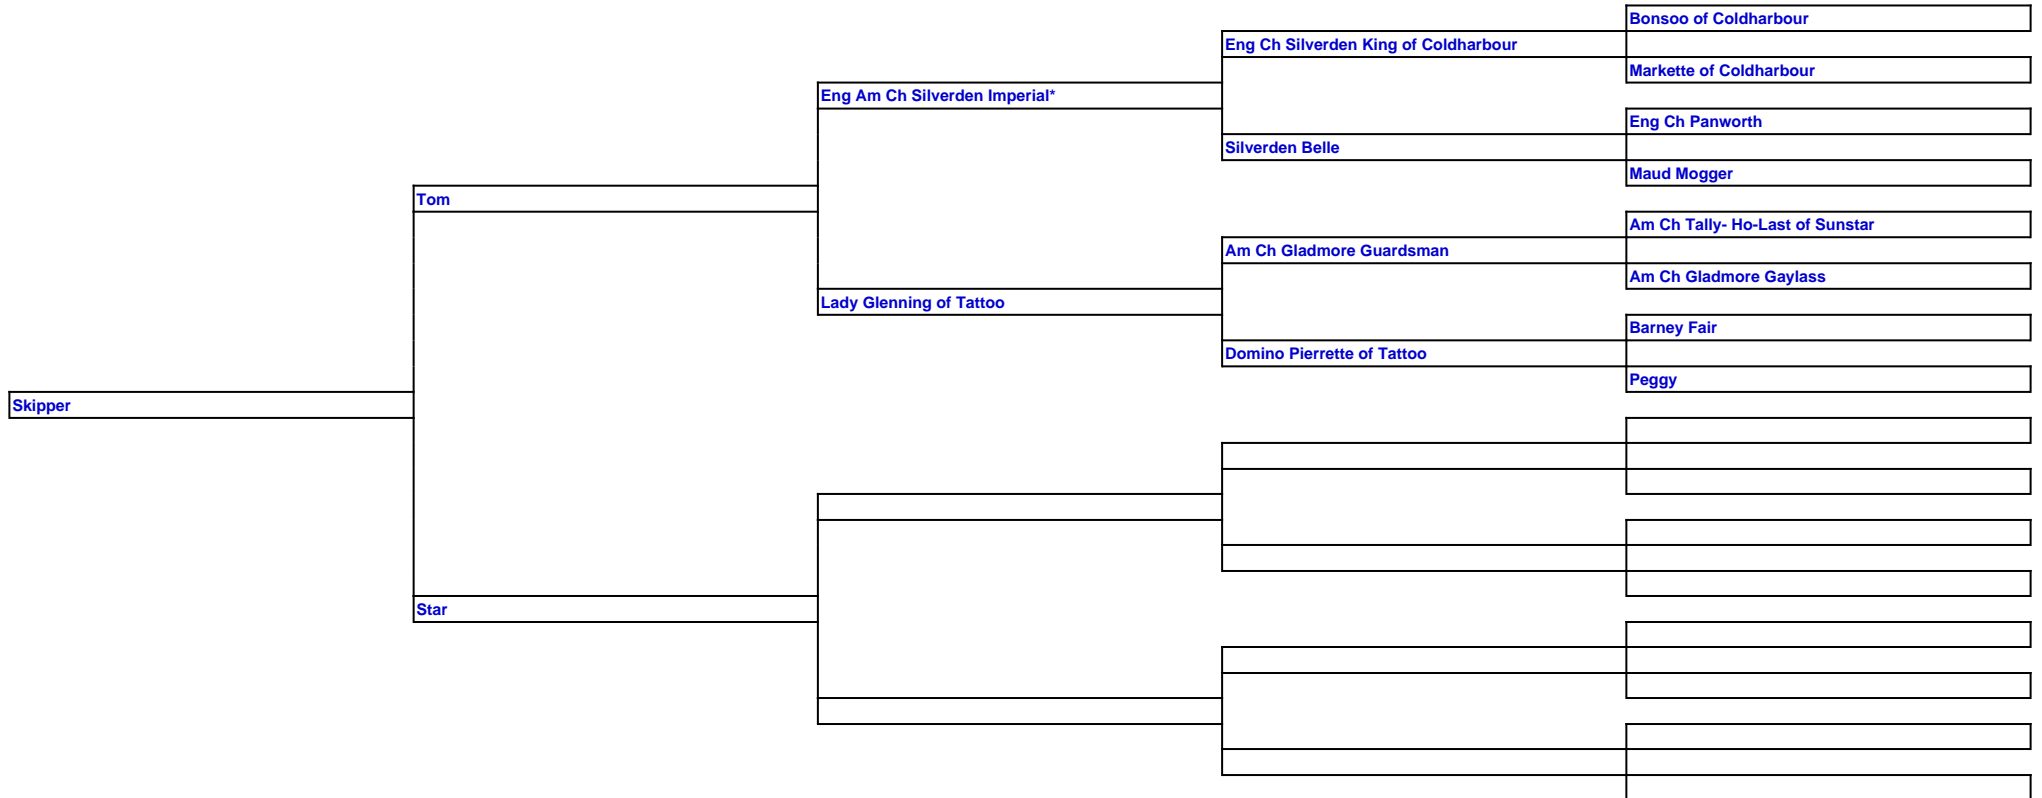 Bonsoo of Coldharbour
Eng Ch Silverden King of Coldharbour
Markette of Coldharbour
Eng Am Ch Silverden Imperial*
Eng Ch Panworth
Silverden Belle
Maud Mogger
Tom
Am Ch Tally- Ho-Last of Sunstar
Am Ch Gladmore Guardsman
Am Ch Gladmore Gaylass
Lady Glenning of Tattoo
Barney Fair
Domino Pierrette of Tattoo
Peggy
Skipper
Star